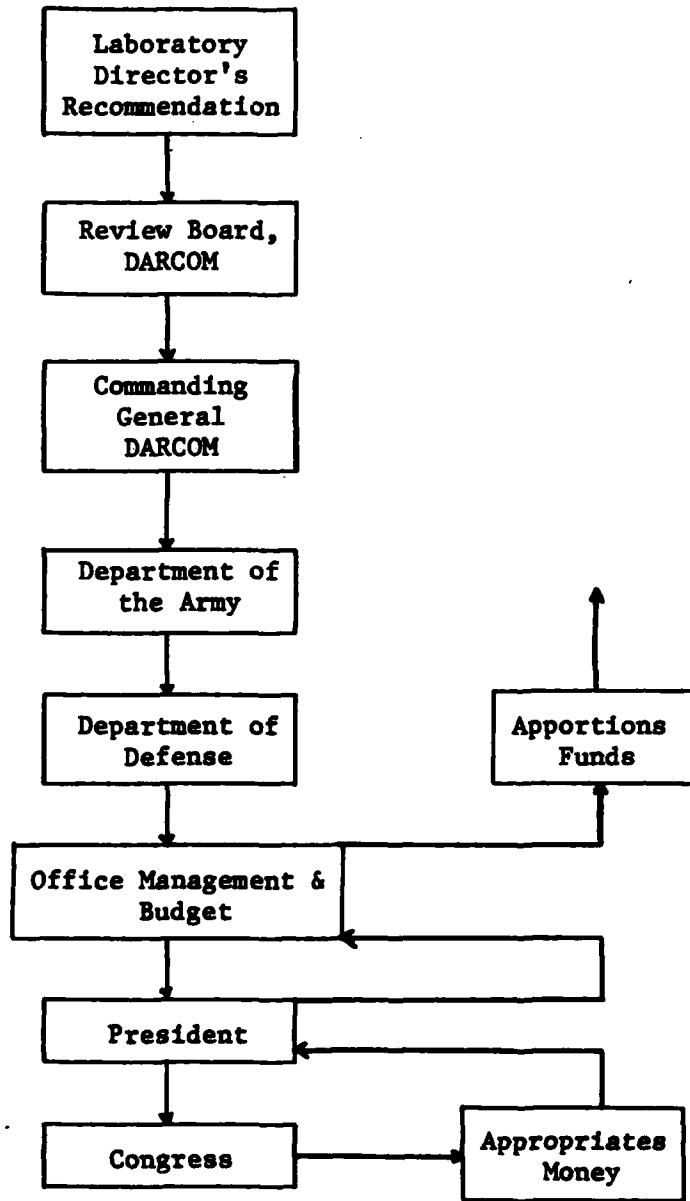 Laboratory
Director's
Recommendation
Review Board,
DARCOM
Commanding
General
DARCOM
Department of
the Army
Department of
Defense
Apportions
Funds
Office Management &
Budget
President
Congress
Appropriates
Money